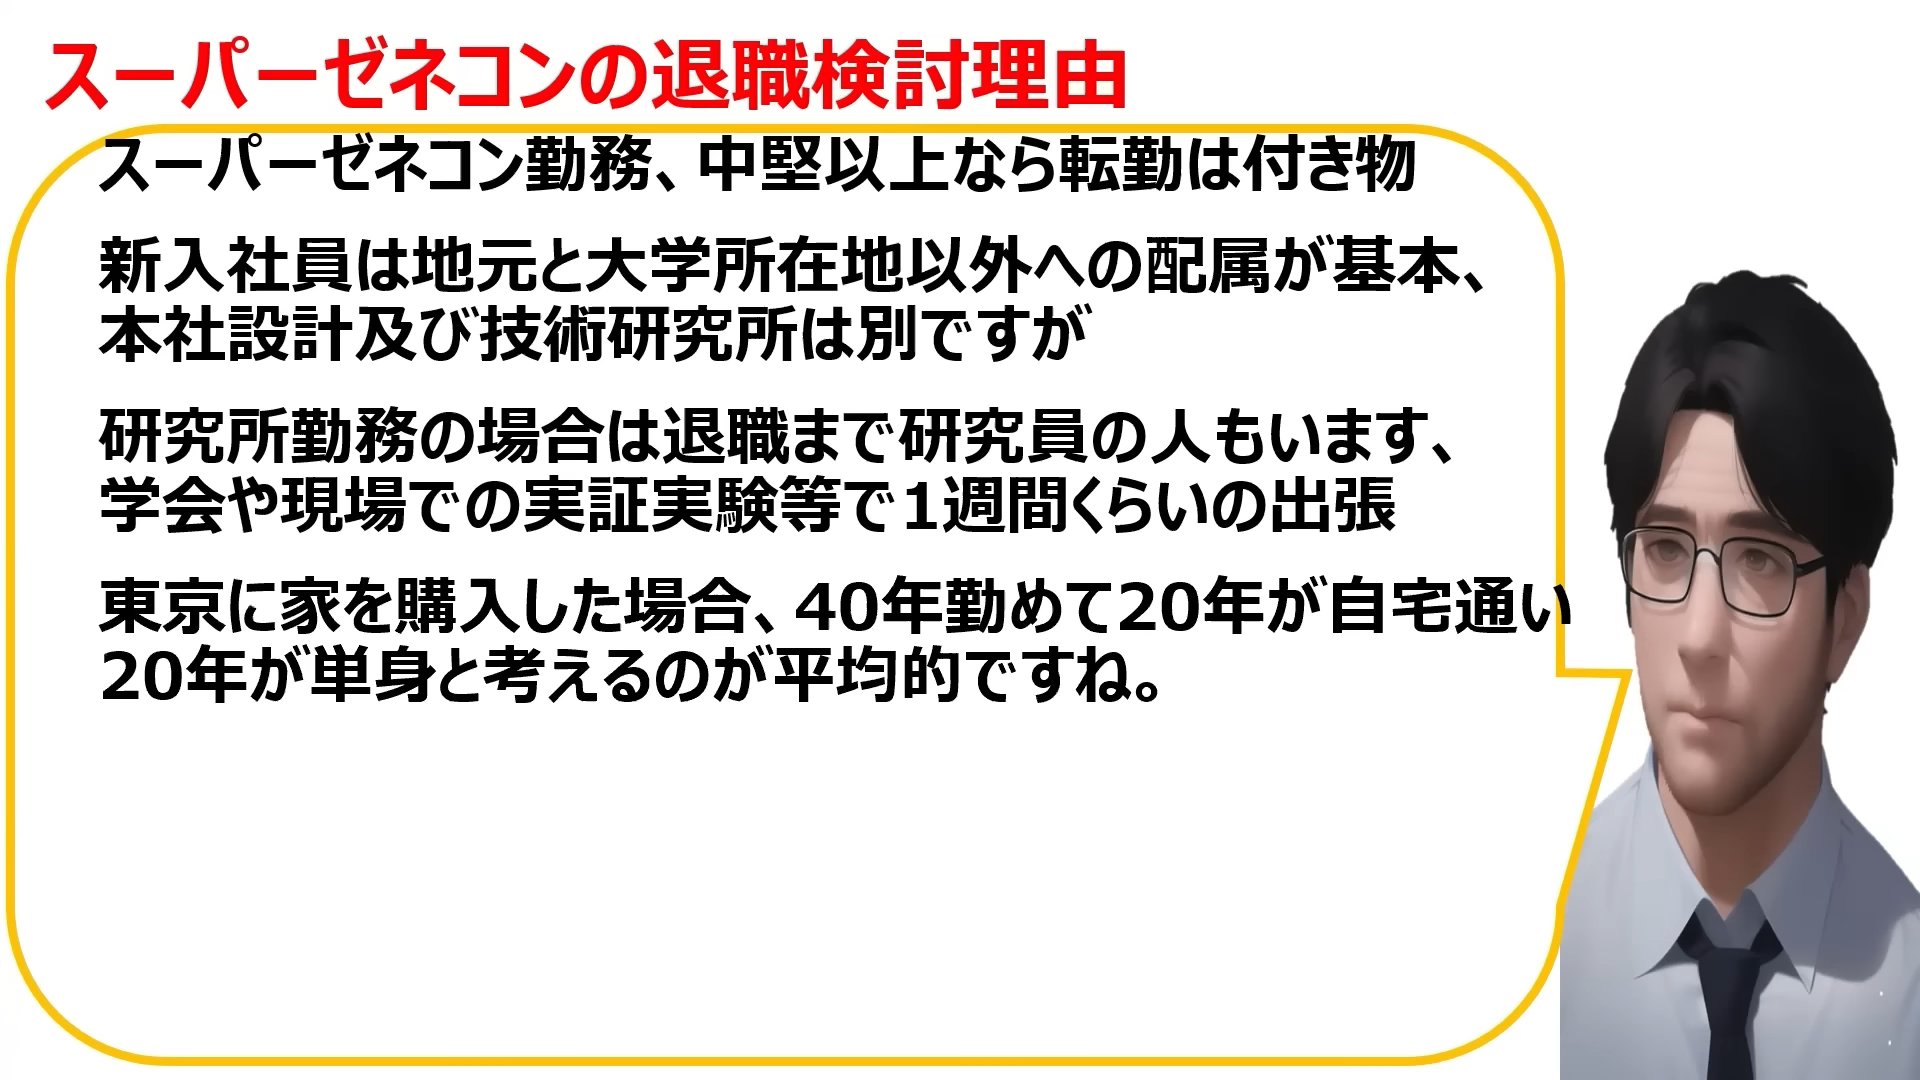 スーパーゼネコンの退職検討理由
スーパーゼネコン勤務、中堅以上なら転勤は付き物
新入社員は地元と大学所在地以外への配属が基本、
本社設計及び技術研究所は別ですが
研究所勤務の場合は退職まで研究員の人もいます、
学会や現場での実証実験等で1週間くらいの出張
東京に家を購入した場合、40年勤めて20年が自宅通い
20年が単身と考えるのが平均的ですね。